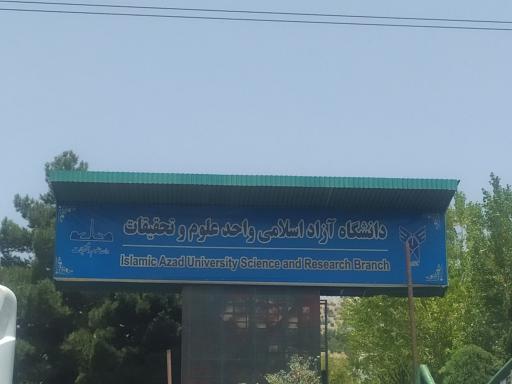 دانشگاه آزاد اسلامی واحد علوم و تحقیقات
Islamic Azad University Science and Research Branch